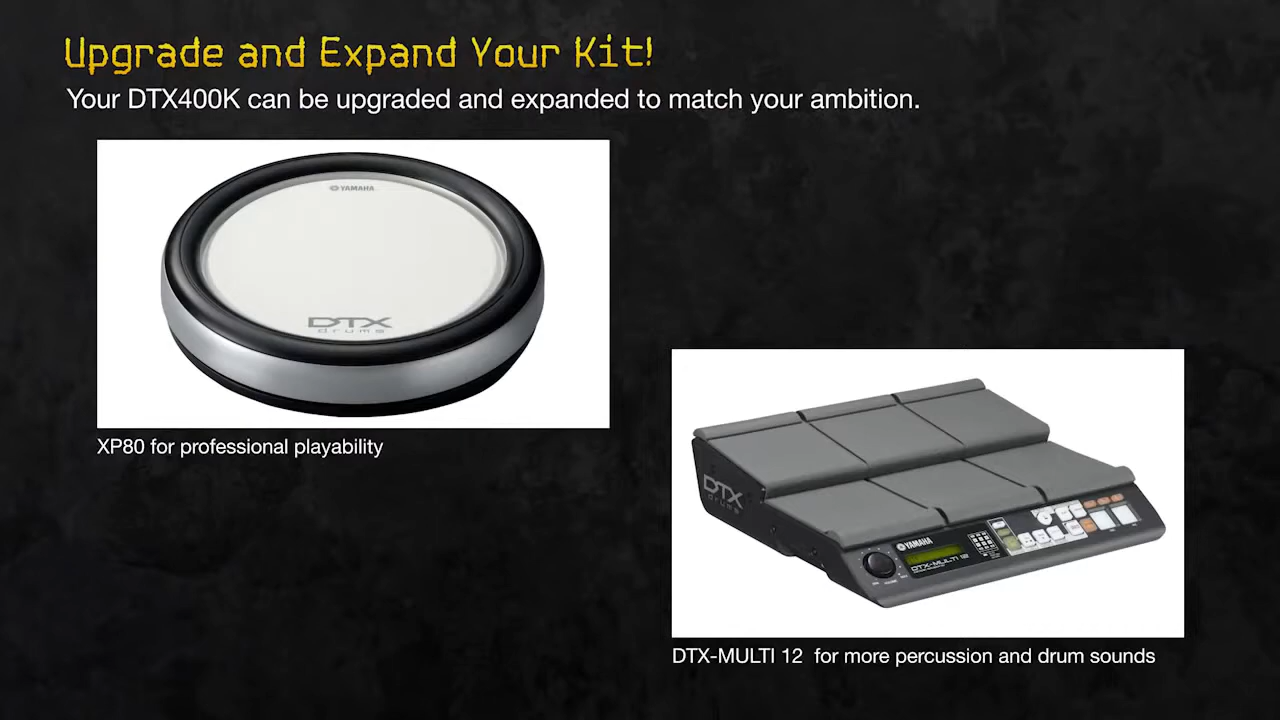 Upgrade and Expand Your Kit!
Your DTX400K can be upgraded and expanded to match your ambition.
YAMAHA
DTX
drums
XP80 for professional playability
DTX
drums
YAMAHA
DTX-MULTI 12
DTX-MULTI 12 for more percussion and drum sounds